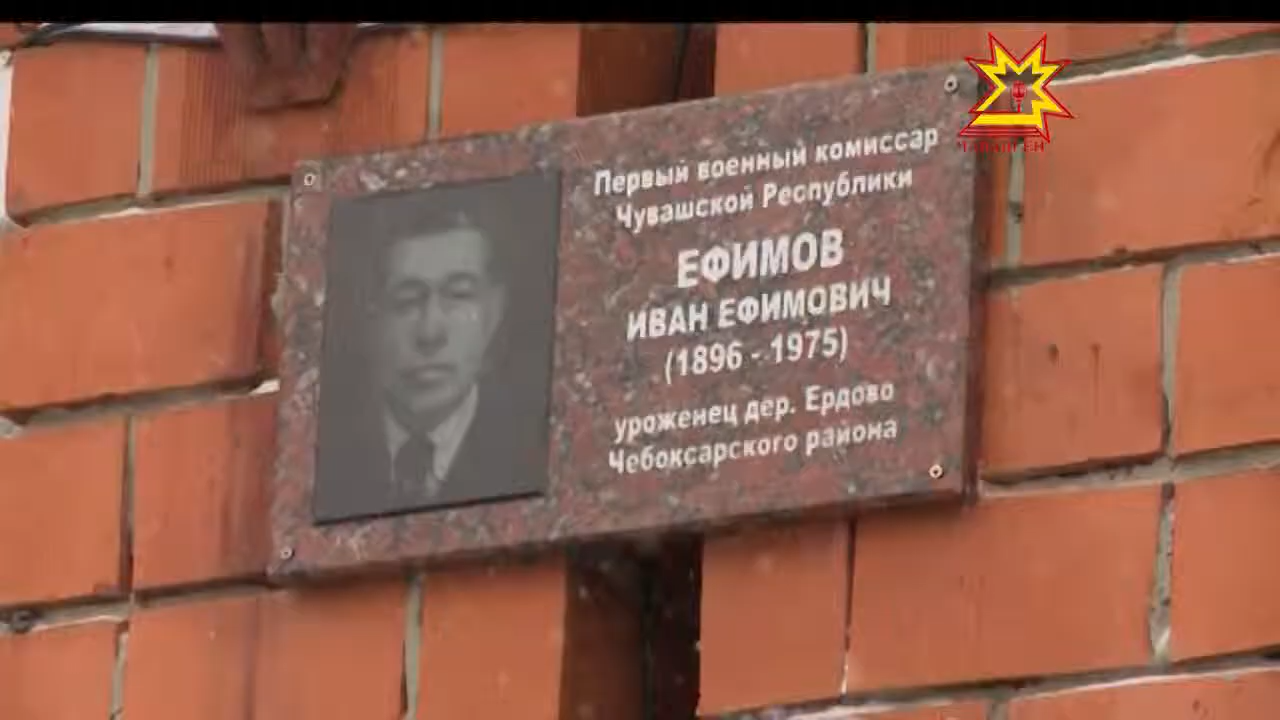 Первый военный комиссар
Чувашской Республики
ЕФИМОВ
ИВАН ЕФИМОВИЧ
(1896 - 1975)
уроженец дер. Ердово
Чебоксарского района